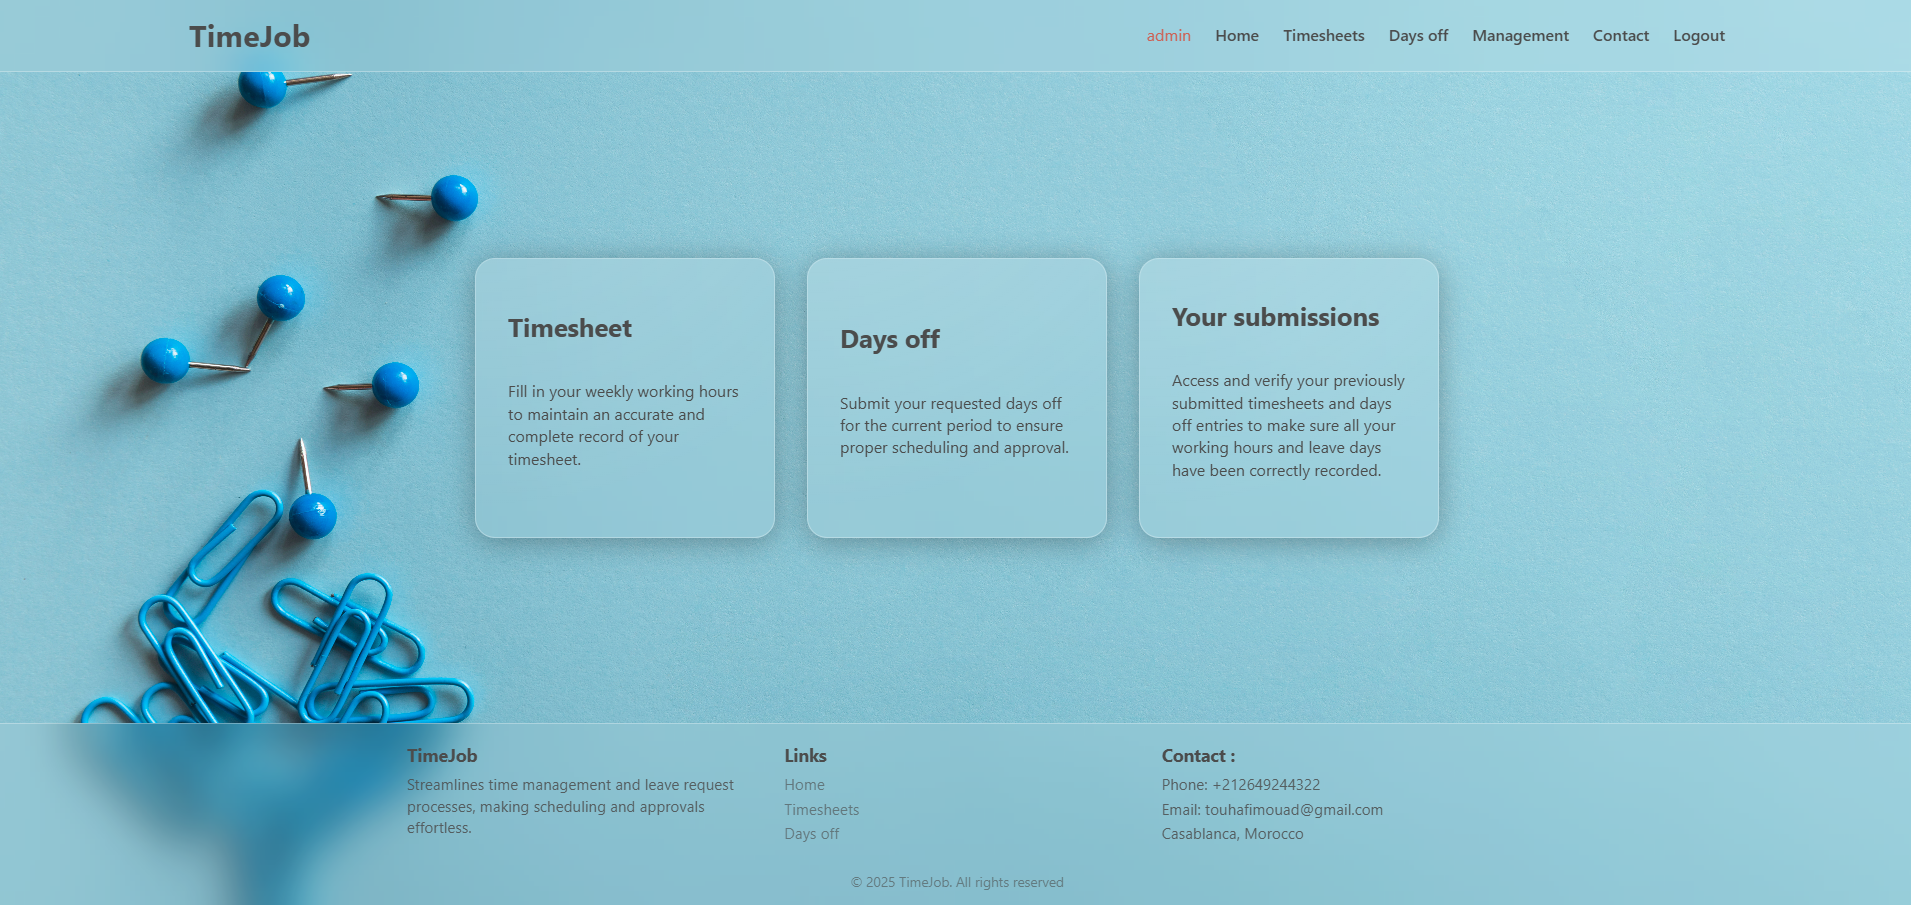 TimeJob
admin Home Timesheets Days off Management Contact Logout
Timesheet
Fill in your weekly working hours
to maintain an accurate and
complete record of your
timesheet.
Days off
Submit your requested days off
for the current period to ensure
proper scheduling and approval.
Your submissions
Access and verify your previously
submitted timesheets and days
off entries to make sure all your
working hours and leave days
have been correctly recorded.
TimeJob
Streamlines time management and leave request
processes, making scheduling and approvals
effortless.
Links
Home
Timesheets
Days off
Contact :
Phone: +212649244322
Email: touhafimouad@gmail.com
Casablanca, Morocco
© 2025 TimeJob. All rights reserved